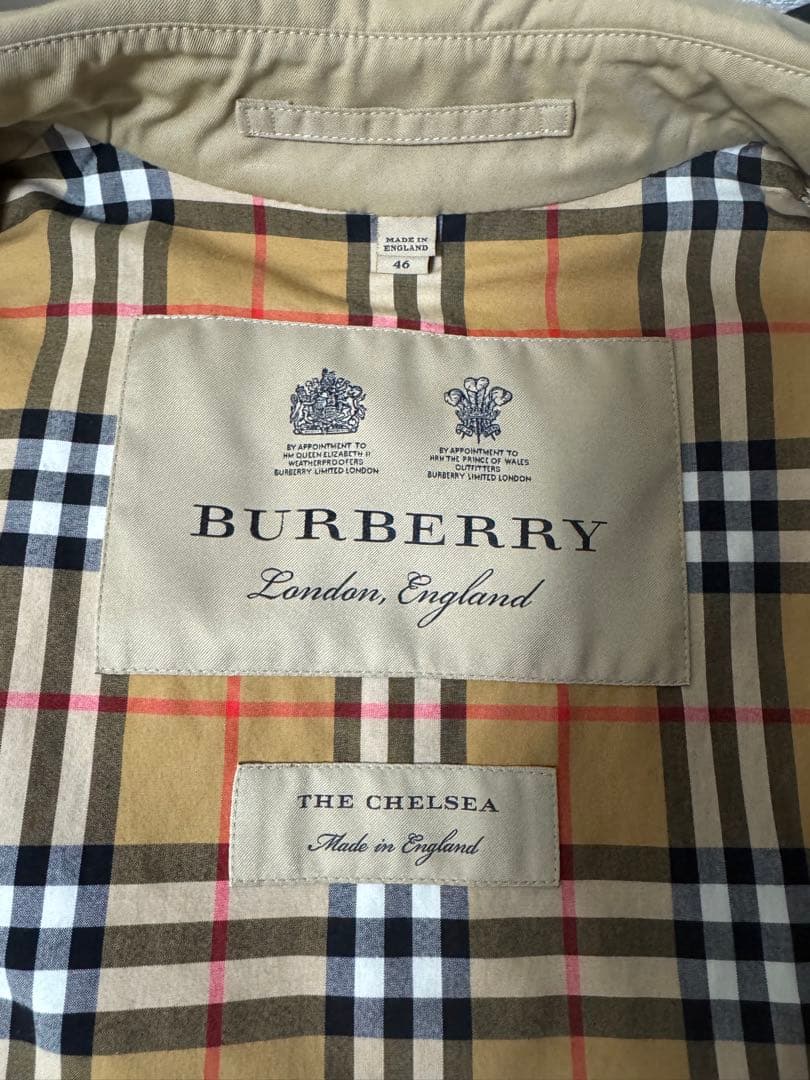 MADE IN
ENGLAND
46
BY APPOINTMENT TO
HM QUEEN ELIZABETH II
WEATHERPROOFERS
BURBERRY LIMITED LONDON
BY APPOINTMENT TO
HRH THE PRINCE OF WALES
OUTFITTERS
BURBERRY LIMITED LONDON
BURBERRY
London, England
THE CHELSEA
Made in England